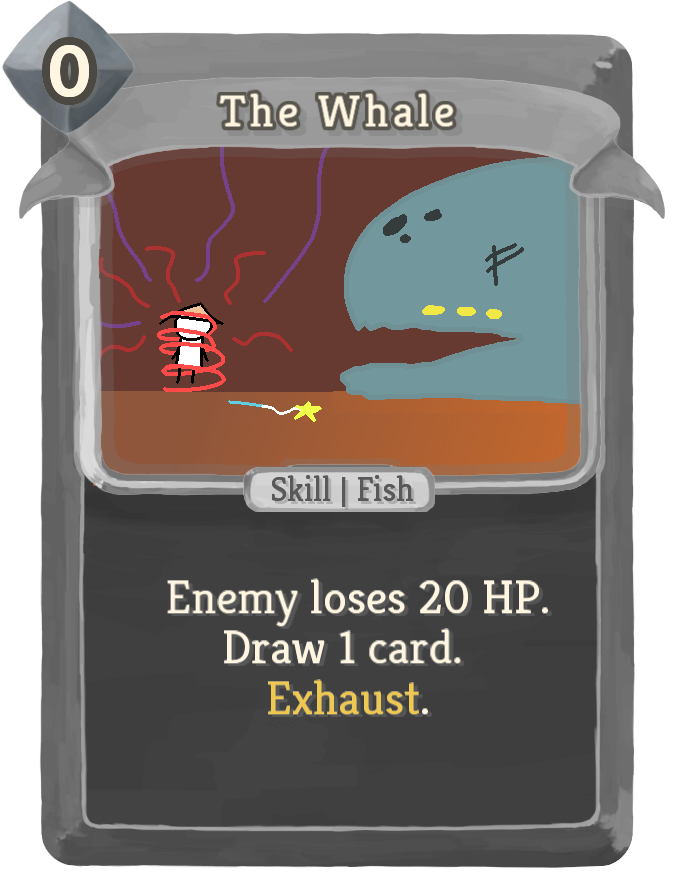 0
The Whale
Skill | Fish
Enemy loses 20 HP.
Draw 1 card.
Exhaust.